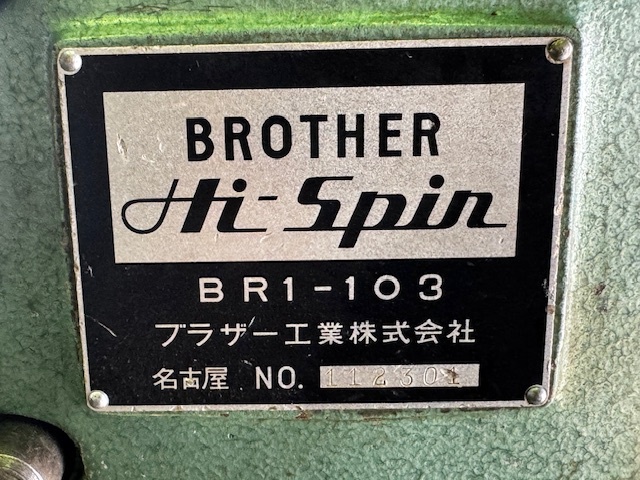 BROTHER
Hi-Spin
BR1-103
ブラザー工業株式会社
名古屋 NO. 112301